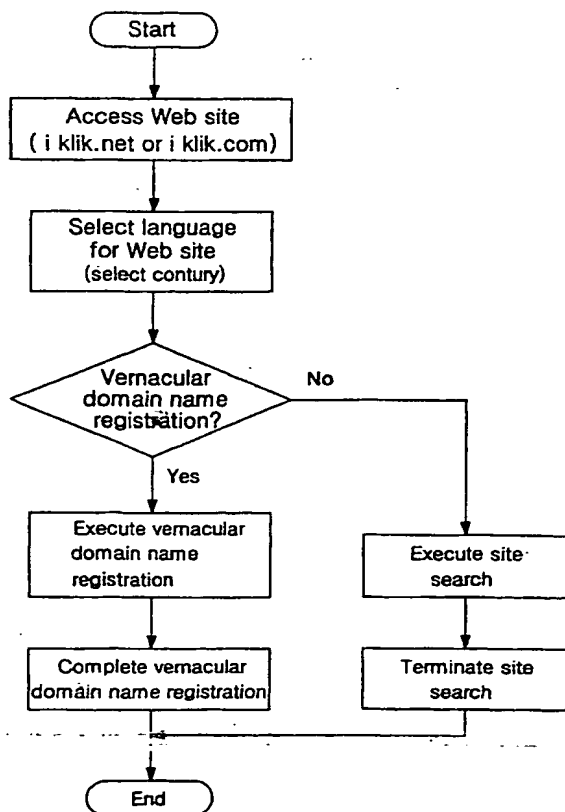 Start
Access Web site
( i klik.net or i klik.com)
Select language
for Web site
(select contury)
Vernacular
domain name
registration?
No
Yes
Execute vernacular
domain name
registration
Execute site
search
Complete vernacular
domain name registration
Terminate site
search
End